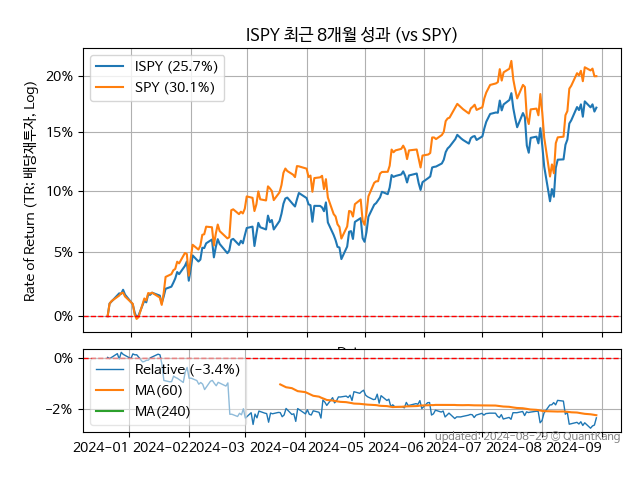 ISPY 최근 8개월 성과 (vs SPY)
ISPY (25.7%)
SPY (30.1%)
20%
15%
10%
5%
0%
Rate of Return (TR: 배당재투자, Log)
Relative (−3.4%)
MA(60)
MA(240)
0%
−2%
2024-01 2024-02 2024-03 2024-04 2024-05 2024-06 2024-07 2024-08 2024-09
updated: 2024-08-29 © QuantKang